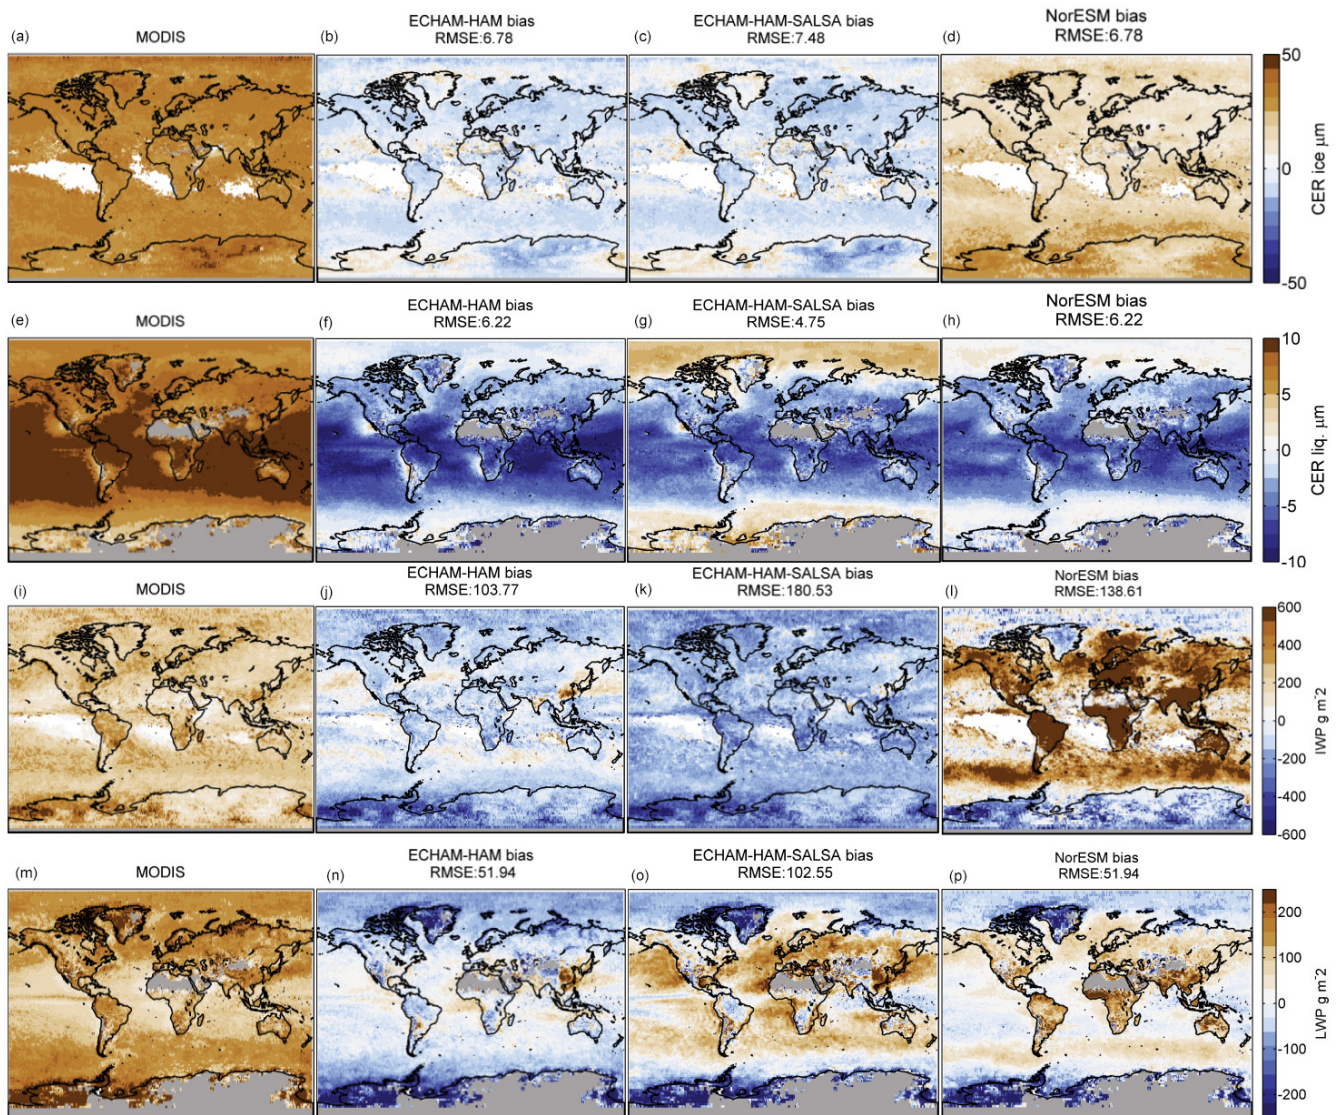 (a) MODIS
(b) ECHAM-HAM bias
RMSE:6.78
(c) ECHAM-HAM-SALSA bias
RMSE:7.48
(d) NorESM bias
RMSE:6.78
50
0
-50
CER ice µm
(e) MODIS
(f) ECHAM-HAM bias
RMSE:6.22
(g) ECHAM-HAM-SALSA bias
RMSE:4.75
(h) NorESM bias
RMSE:6.22
10
5
0
-5
-10
CER liq. µm
(i) MODIS
(j) ECHAM-HAM bias
RMSE:103.77
(k) ECHAM-HAM-SALSA bias
RMSE:180.53
(l) NorESM bias
RMSE:138.61
600
400
200
0
-200
-400
-600
IWP g m^2
(m) MODIS
(n) ECHAM-HAM bias
RMSE:51.94
(o) ECHAM-HAM-SALSA bias
RMSE:102.55
(p) NorESM bias
RMSE:51.94
200
100
0
-100
-200
LWP g m^2